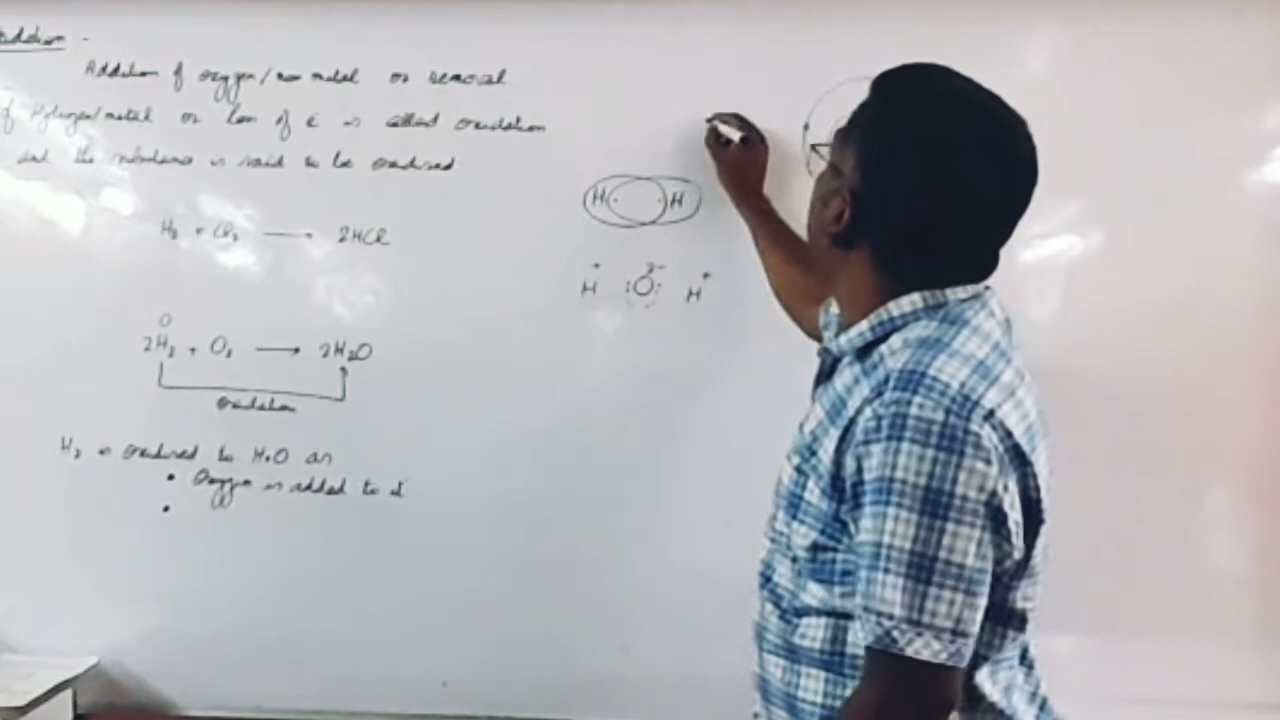 Addition of oxygen/non metal or removal
of Hydrogen/metal or loss of e is called oxidation
and the substance is said to be oxidised
H₂ + Cl₂ ⟶ 2HCl
O
2H₂ + O₂ ⟶ 2H₂O
oxidation
H₂ is oxidised to H₂O as
• Oxygen is added to it
•
H H
H⁺ :O:²⁻ H⁺